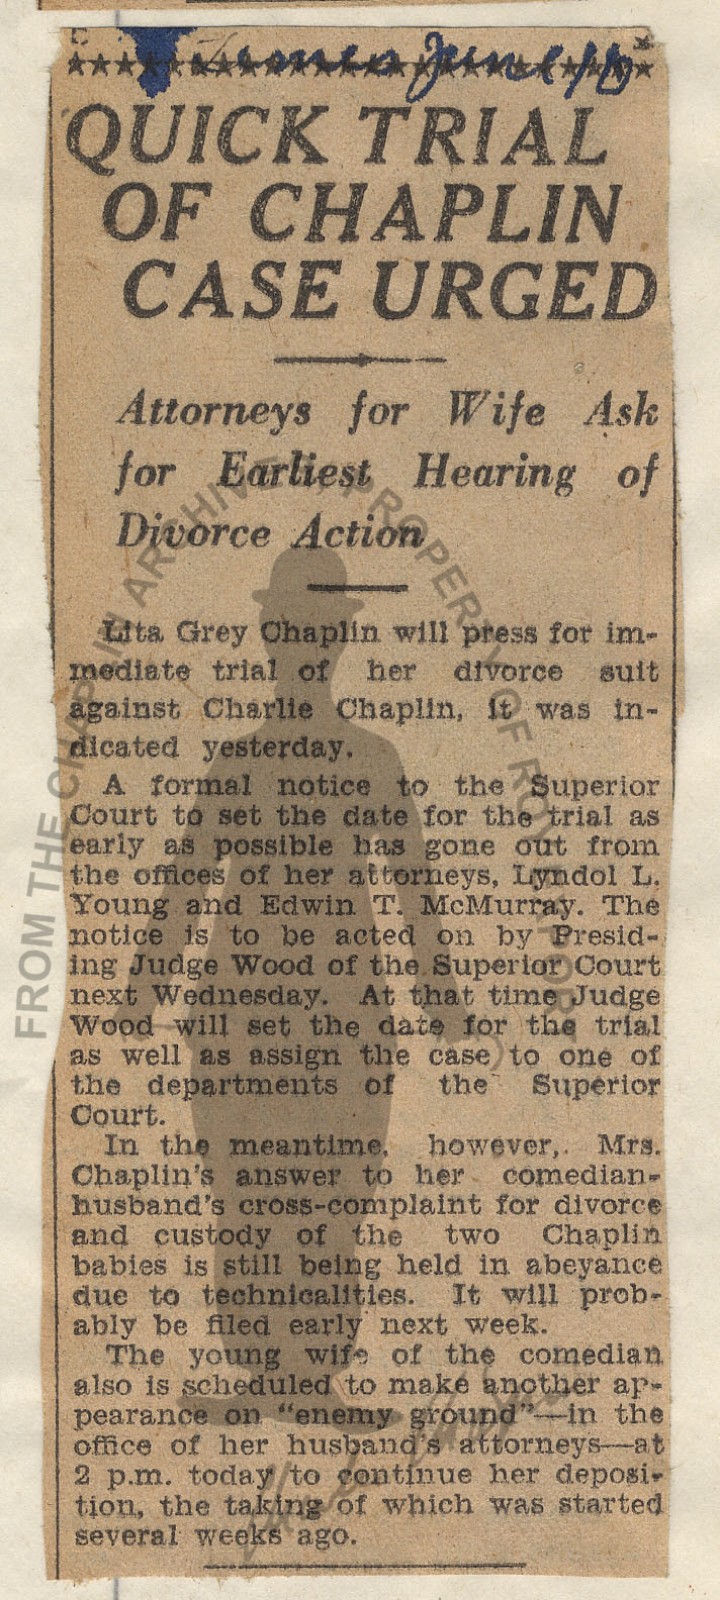 June 10
QUICK TRIAL
OF CHAPLIN
CASE URGED
Attorneys for Wife Ask
for Earliest Hearing of
Divorce Action
Lita Grey Chaplin will press for im-
mediate trial of her divorce suit
against Charlie Chaplin, it was in-
dicated yesterday.
A formal notice to the Superior
Court to set the date for the trial as
early as possible has gone out from
the offices of her attorneys, Lyndol L.
Young and Edwin T. McMurray. The
notice is to be acted on by Presid-
ing Judge Wood of the Superior Court
next Wednesday. At that time Judge
Wood will set the date for the trial
as well as assign the case to one of
the departments of the Superior
Court.
In the meantime, however, Mrs.
Chaplin's answer to her comedian-
husband's cross-complaint for divorce
and custody of the two Chaplin
babies is still being held in abeyance
due to technicalities. It will prob-
ably be filed early next week.
The young wife of the comedian
also is scheduled to make another ap-
pearance on "enemy ground"—in the
office of her husband's attorneys—at
2 p.m. today to continue her deposi-
tion, the taking of which was started
several weeks ago.
FROM THE CHAPLIN ARCHIVE PROPERTY OF ROY